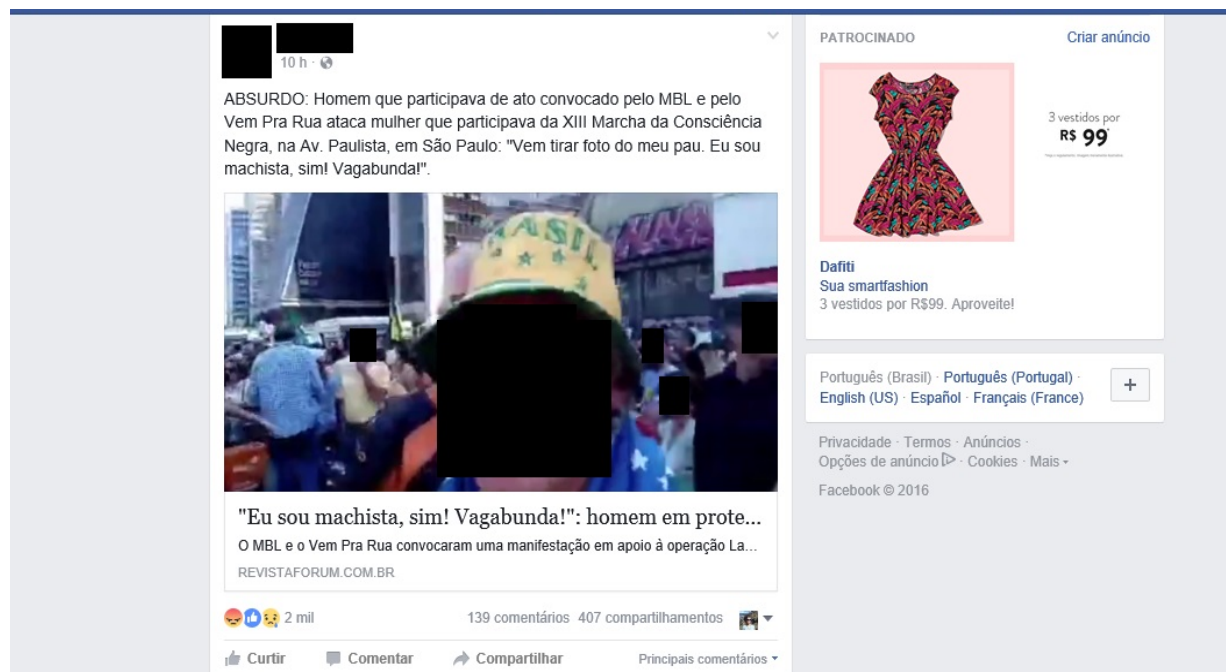 10 h ·
ABSURDO: Homem que participava de ato convocado pelo MBL e pelo
Vem Pra Rua ataca mulher que participava da XIII Marcha da Consciência
Negra, na Av. Paulista, em São Paulo: "Vem tirar foto do meu pau. Eu sou
machista, sim! Vagabunda!".
BRASIL
"Eu sou machista, sim! Vagabunda!": homem em prote...
O MBL e o Vem Pra Rua convocaram uma manifestação em apoio à operação La...
REVISTAFORUM.COM.BR
2 mil
139 comentários 407 compartilhamentos
Curtir Comentar Compartilhar Principais comentários
PATROCINADO Criar anúncio
3 vestidos por
R$ 99
Dafiti
Sua smartfashion
3 vestidos por R$99. Aproveite!
Português (Brasil) · Português (Portugal) ·
English (US) · Español · Français (France)
+
Privacidade · Termos · Anúncios ·
Opções de anúncio · Cookies · Mais
Facebook © 2016